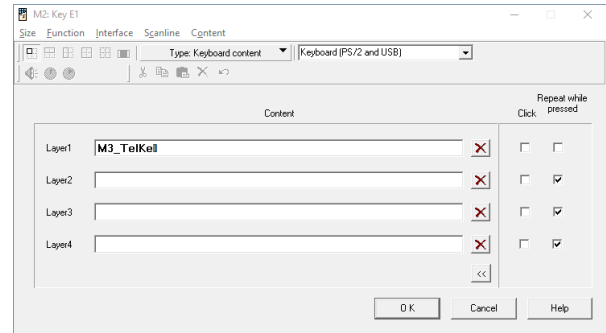 M2: Key E1
Size Function Interface Scanline Content
Type: Keyboard content Keyboard (PS/2 and USB)
Content Click Repeat while pressed
Layer1 M3_TelKel
Layer2
Layer3
Layer4
<<
OK Cancel Help